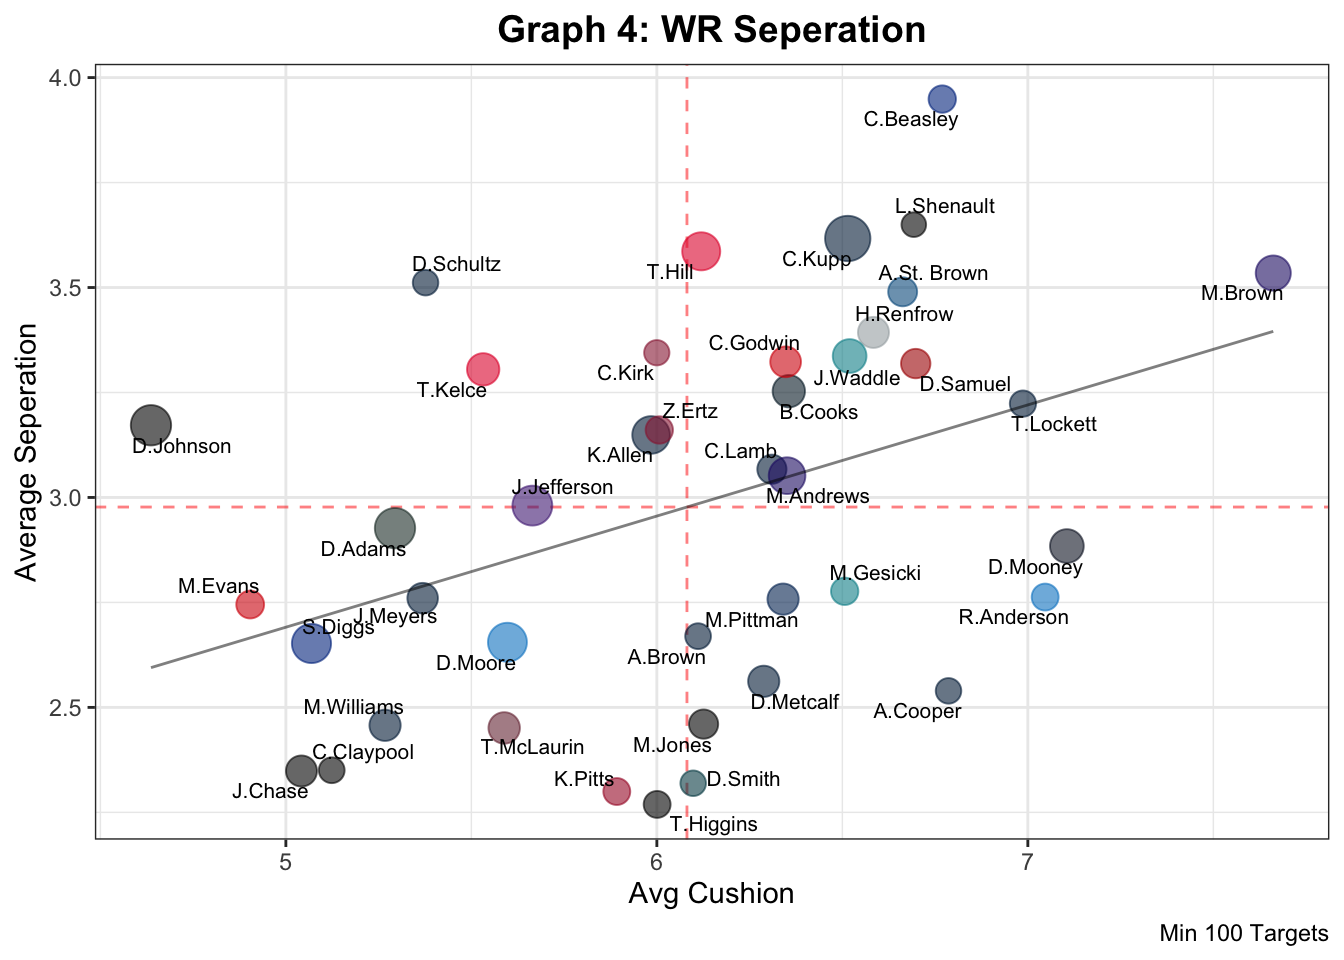 Graph 4: WR Seperation
4.0
C.Beasley
L.Shenault
D.Schultz
C.Kupp
T.Hill
A.St. Brown
3.5
M.Brown
H.Renfrow
C.Godwin
C.Kirk
J.Waddle
D.Samuel
T.Kelce
Z.Ertz
B.Cooks
T.Lockett
D.Johnson
K.Allen
C.Lamb
J.Jefferson
M.Andrews
3.0
Average Seperation
D.Adams
D.Mooney
M.Gesicki
M.Evans
J.Meyers
R.Anderson
M.Pittman
S.Diggs
A.Brown
D.Moore
D.Metcalf
M.Williams
2.5
A.Cooper
T.McLaurin
M.Jones
C.Claypool
K.Pitts
D.Smith
J.Chase
T.Higgins
5
6
7
Avg Cushion
Min 100 Targets